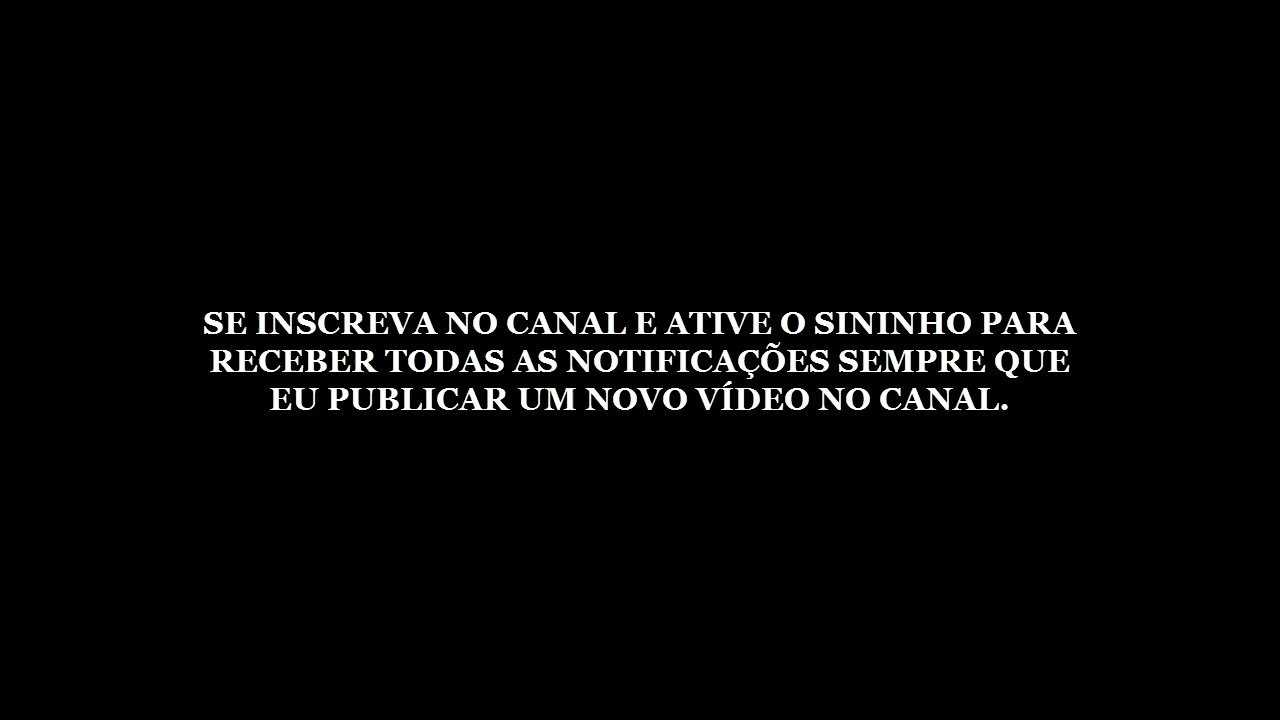 SE INSCREVA NO CANAL E ATIVE O SININHO PARA
RECEBER TODAS AS NOTIFICAÇÕES SEMPRE QUE
EU PUBLICAR UM NOVO VÍDEO NO CANAL.